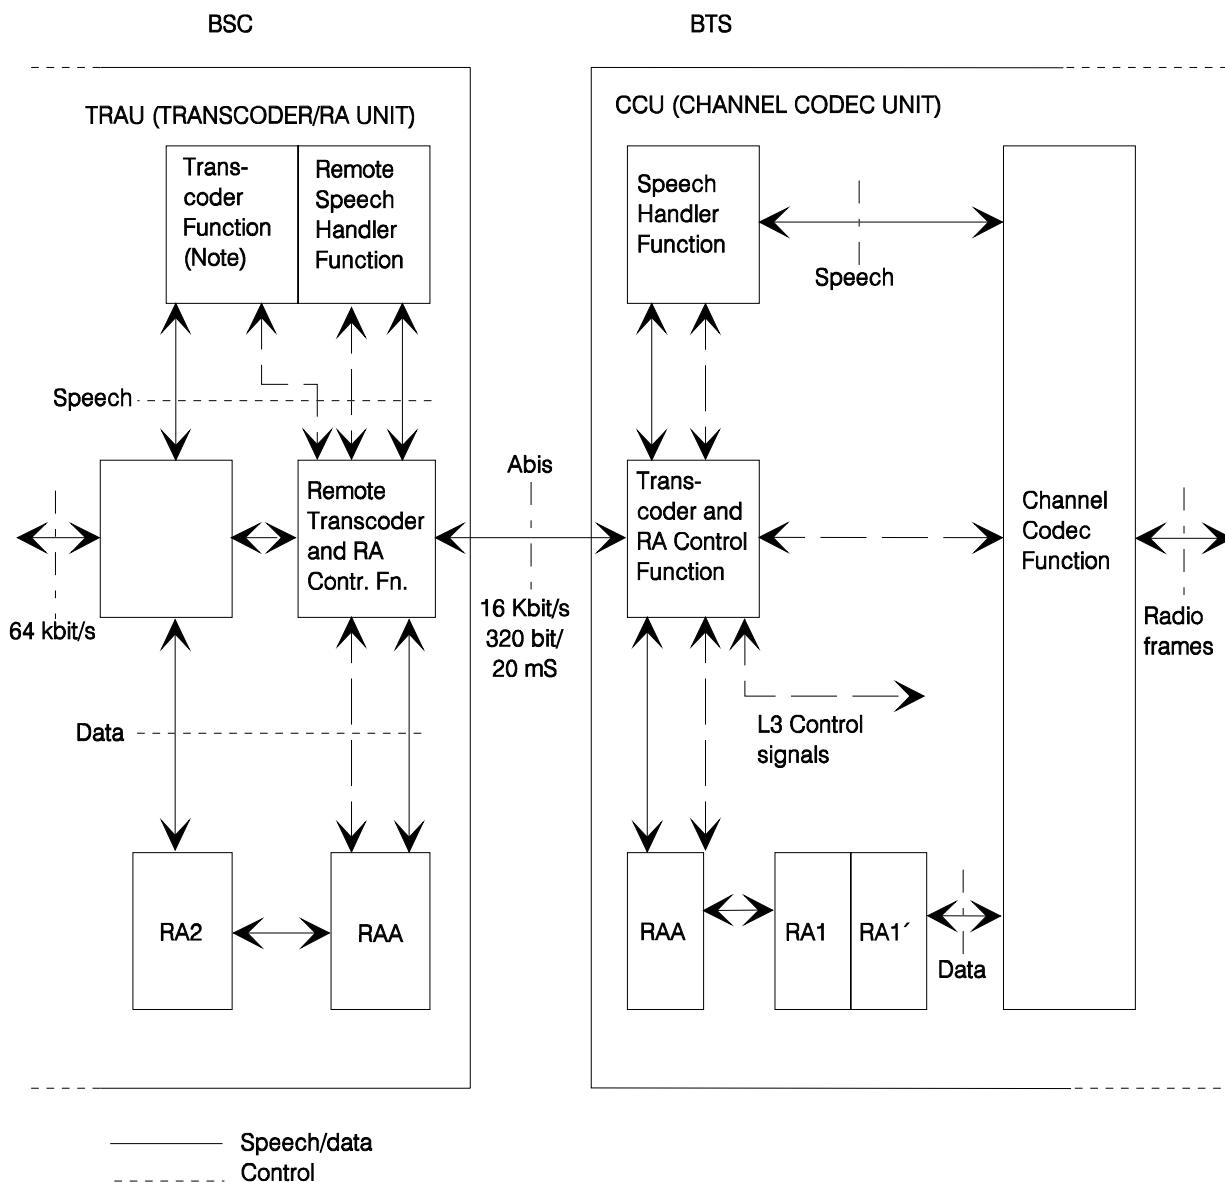 BSC
BTS
TRAU (TRANSCODER/RA UNIT)
CCU (CHANNEL CODEC UNIT)
Trans-
coder
Function
(Note)
Remote
Speech
Handler
Function
Speech
Handler
Function
Speech
Speech
Abis
Remote
Transcoder
and RA
Contr. Fn.
Trans-
coder and
RA Control
Function
Channel
Codec
Function
64 kbit/s
16 Kbit/s
320 bit/
20 mS
Radio
frames
Data
L3 Control
signals
RA2
RAA
RAA
RA1
RA1´
Data
Speech/data
Control